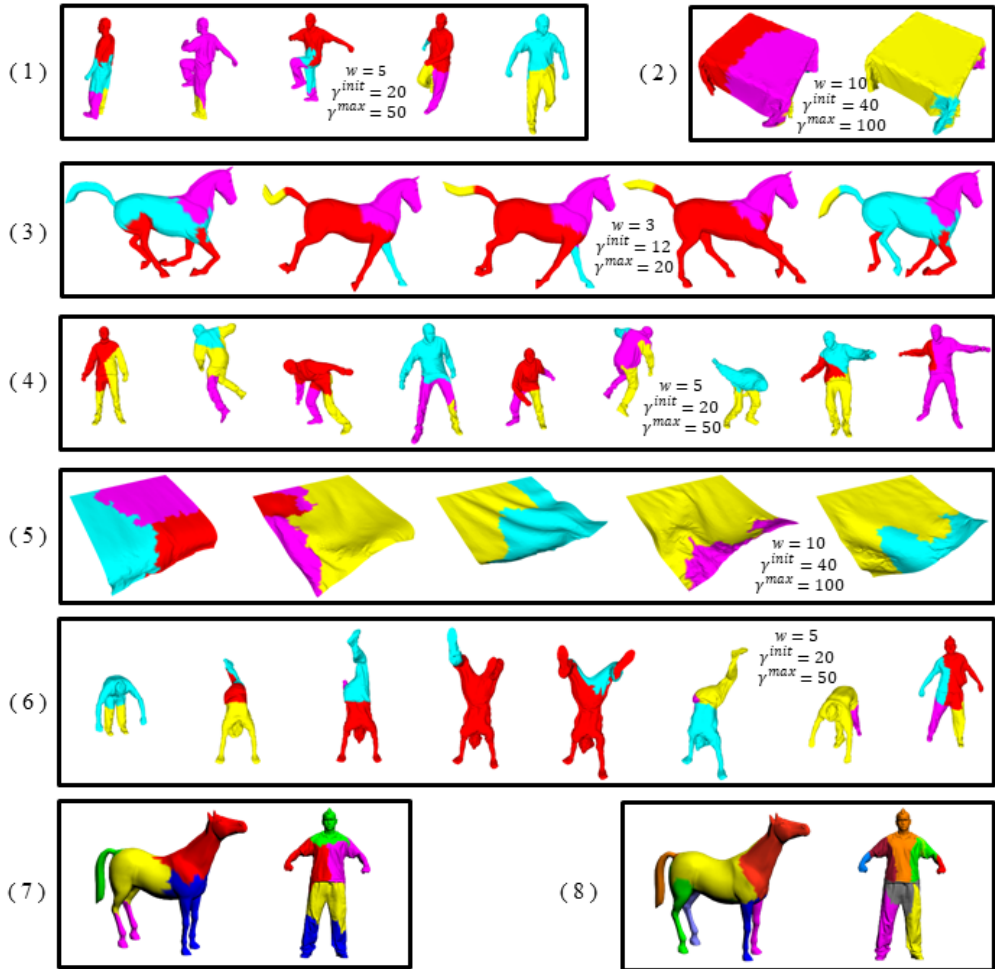 (1)
w = 5
γ^init = 20
γ^max = 50
(2)
w = 10
γ^init = 40
γ^max = 100
(3)
w = 3
γ^init = 12
γ^max = 20
(4)
w = 5
γ^init = 20
γ^max = 50
(5)
w = 10
γ^init = 40
γ^max = 100
(6)
w = 5
γ^init = 20
γ^max = 50
(7)
(8)